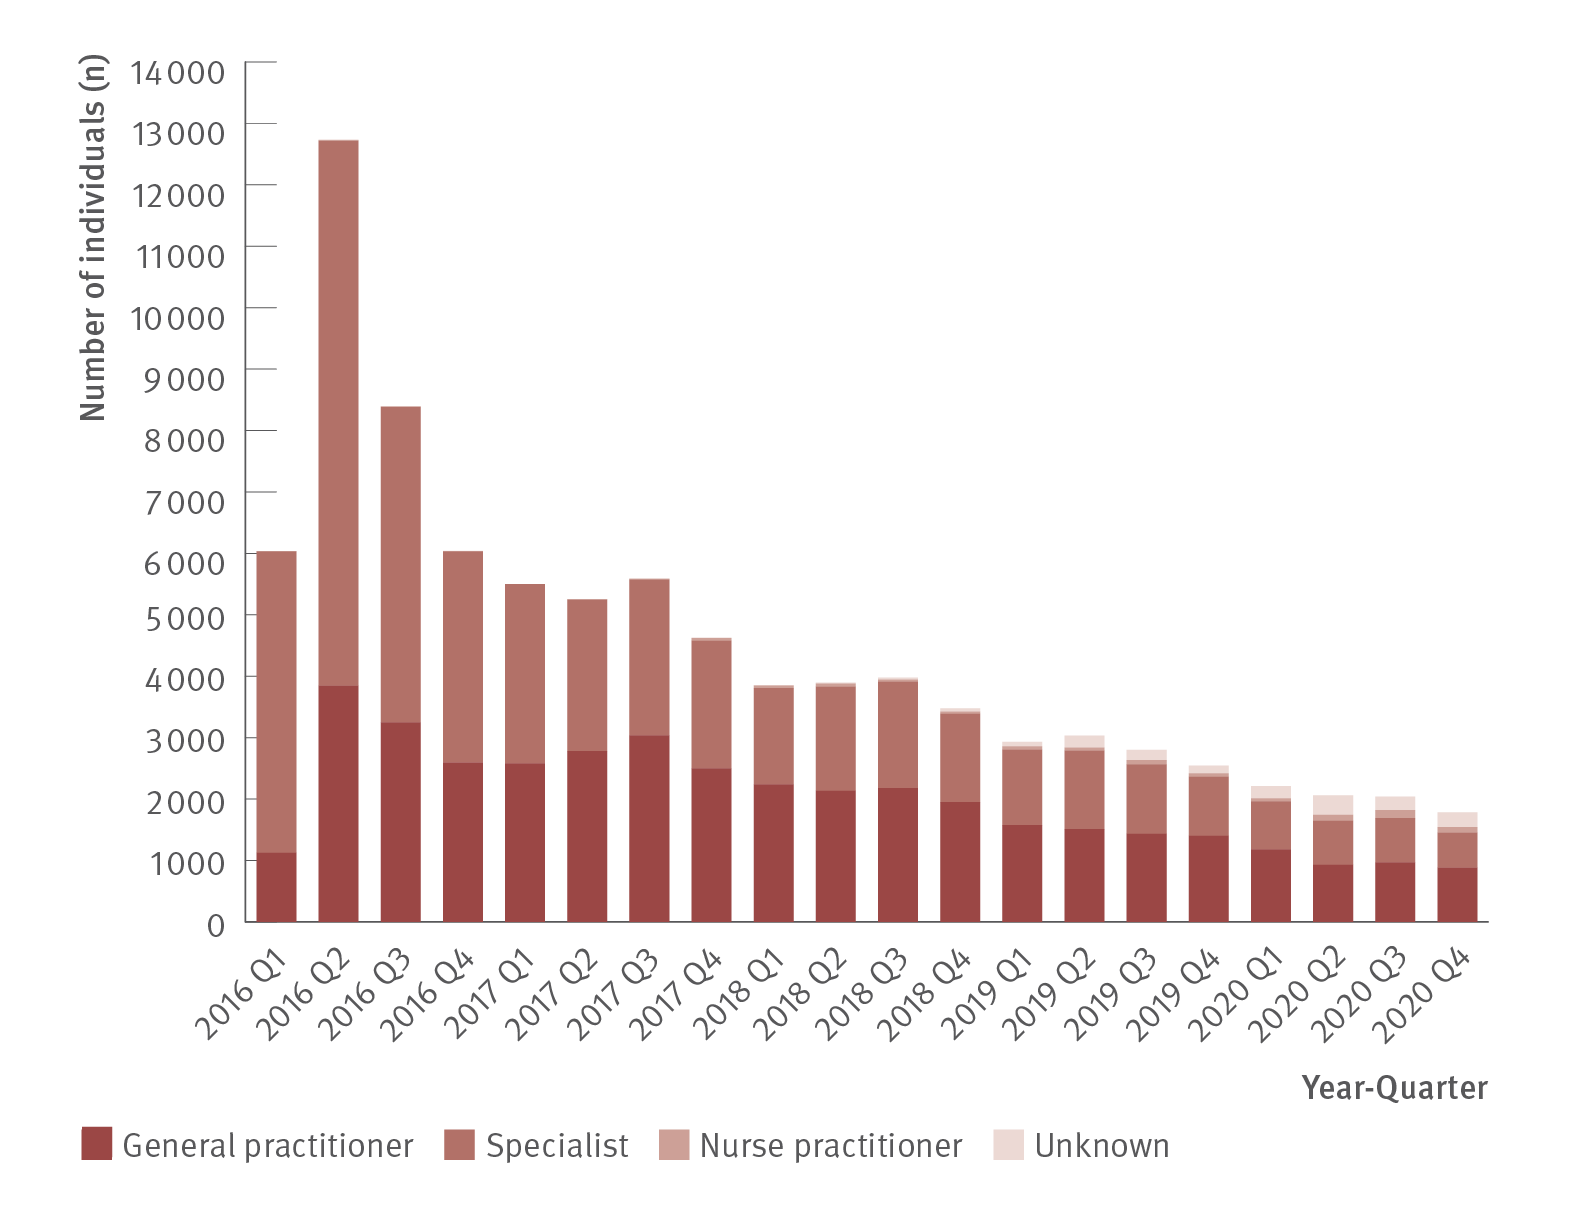 Number of individuals (n)
14 000
13 000
12 000
11 000
10 000
9 000
8 000
7 000
6 000
5 000
4 000
3 000
2 000
1 000
0
2016 Q1
2016 Q2
2016 Q3
2016 Q4
2017 Q1
2017 Q2
2017 Q3
2017 Q4
2018 Q1
2018 Q2
2018 Q3
2018 Q4
2019 Q1
2019 Q2
2019 Q3
2019 Q4
2020 Q1
2020 Q2
2020 Q3
2020 Q4
Year-Quarter
General practitioner Specialist Nurse practitioner Unknown